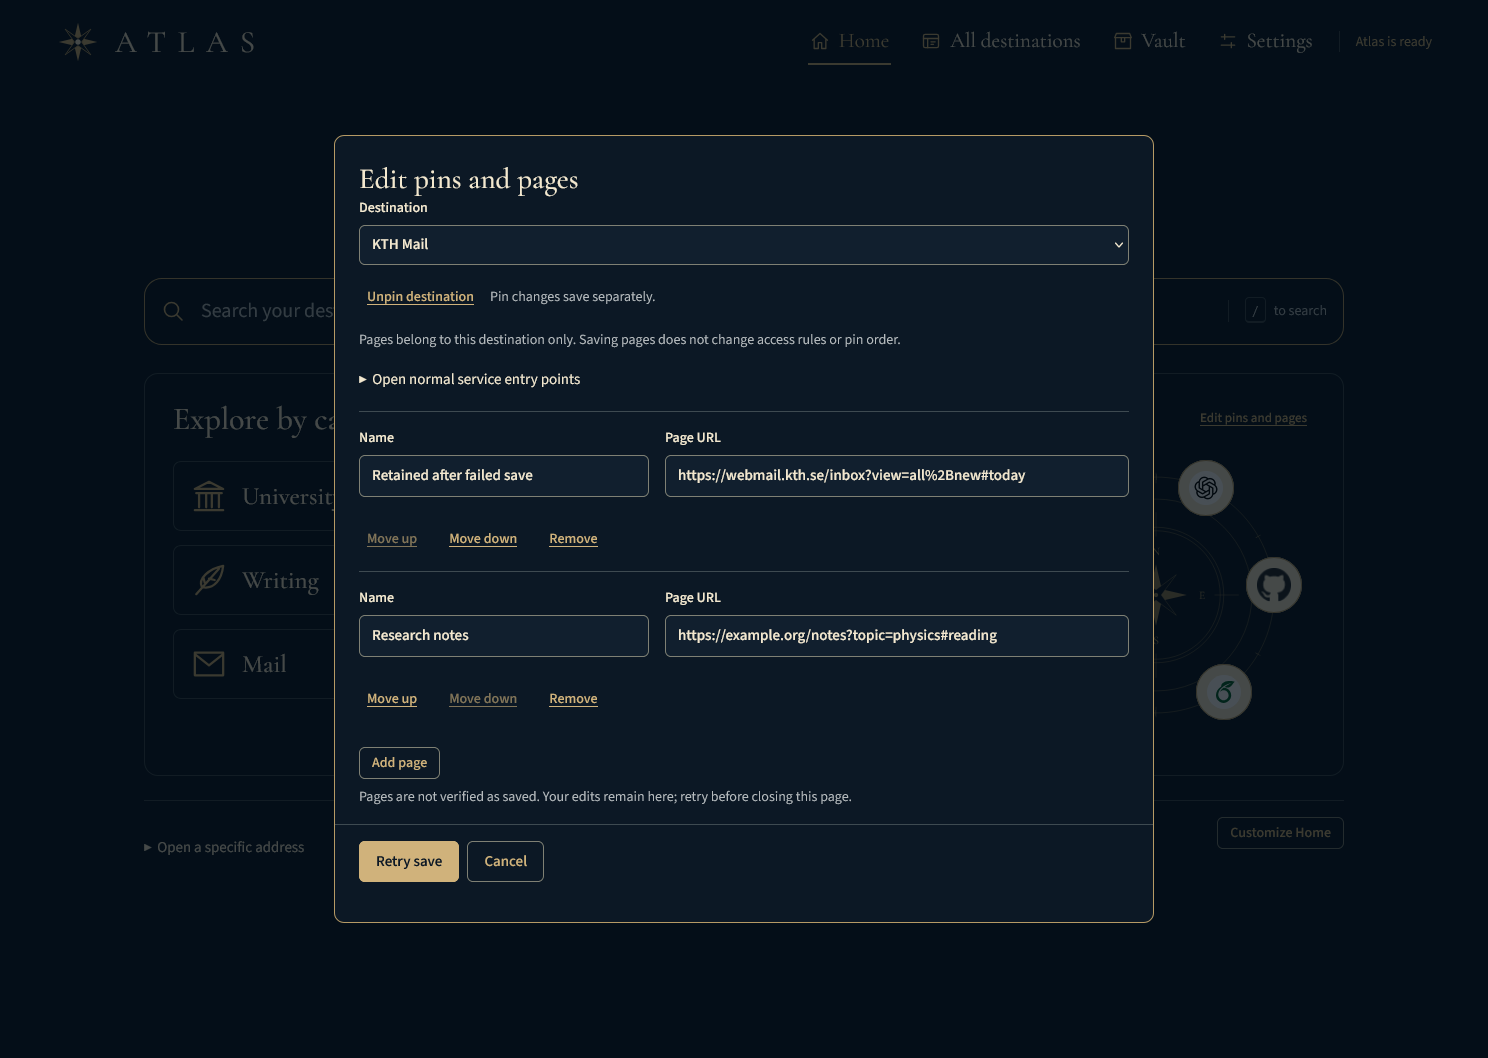 ATLAS
Home
All destinations
Vault
Settings
Atlas is ready
Edit pins and pages
Destination
KTH Mail
Unpin destination Pin changes save separately.
Pages belong to this destination only. Saving pages does not change access rules or pin order.
Open normal service entry points
Name
Page URL
Retained after failed save
https://webmail.kth.se/inbox?view=all%2Bnew#today
Move up Move down Remove
Name
Page URL
Research notes
https://example.org/notes?topic=physics#reading
Move up Move down Remove
Add page
Pages are not verified as saved. Your edits remain here; retry before closing this page.
Retry save
Cancel
Search your des
/ to search
Explore by ca
Edit pins and pages
University
Writing
Mail
E
Open a specific address
Customize Home